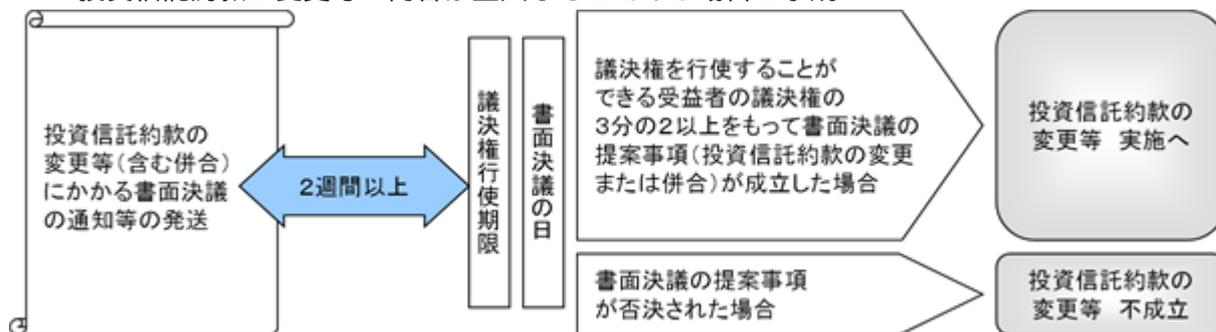 投資信託約款の
変更等(含む併合)
にかかる書面決議
の通知等の発送
2週間以上
議決権行使期限
書面決議の日
議決権を行使することが
できる受益者の議決権の
3分の2以上をもって書面決議の
提案事項(投資信託約款の変更
または併合)が成立した場合
投資信託約款の
変更等 実施へ
書面決議の提案事項
が否決された場合
投資信託約款の
変更等 不成立